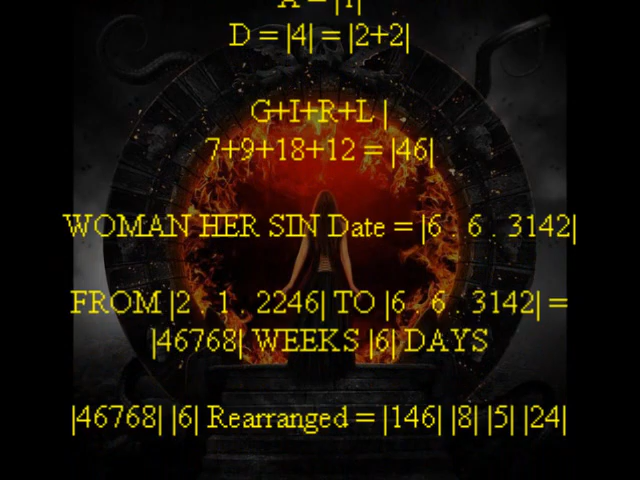 A = |1|
D = |4| = |2+2|
G+I+R+L |
7+9+18+12 = |46|
WOMAN HER SIN Date = |6 . 6 . 3142|
FROM |2 . 1 . 2246| TO |6 . 6 . 3142| =
|46768| WEEKS |6| DAYS
|46768| |6| Rearranged = |146| |8| |5| |24|